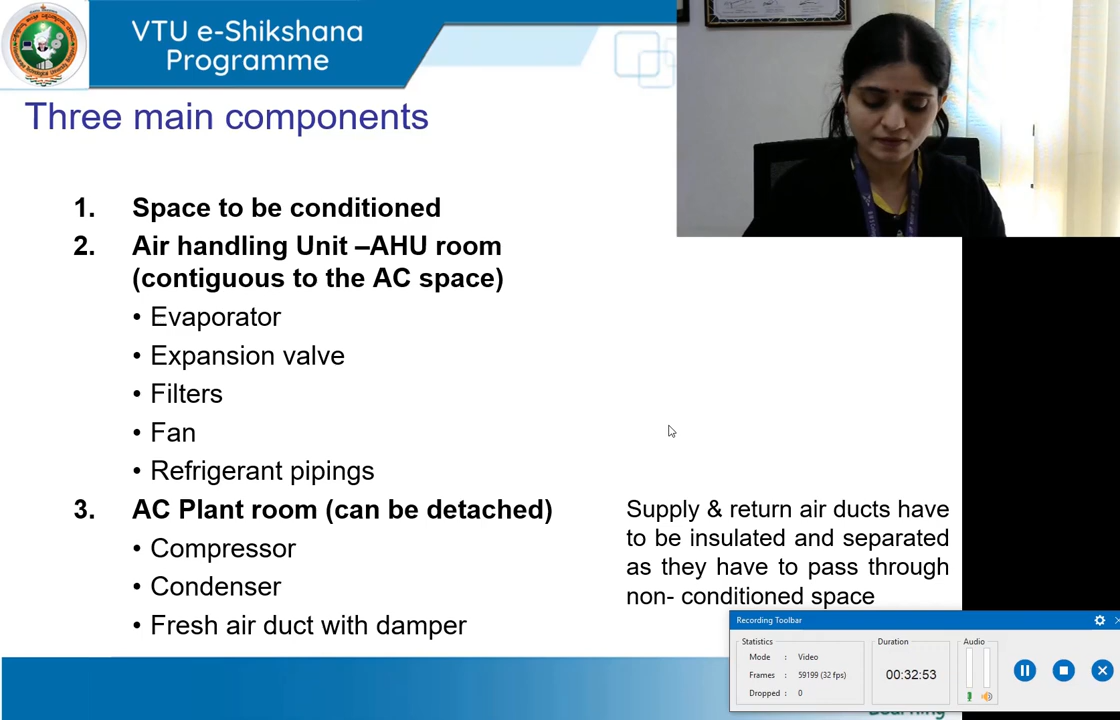 VTU e-Shikshana
Programme
Three main components
1. Space to be conditioned
2. Air handling Unit –AHU room
(contiguous to the AC space)
• Evaporator
• Expansion valve
• Filters
• Fan
• Refrigerant pipings
3. AC Plant room (can be detached)
• Compressor
• Condenser
• Fresh air duct with damper
Supply & return air ducts have
to be insulated and separated
as they have to pass through
non- conditioned space
Recording Toolbar
Statistics
Mode : Video
Frames : 59199 (32 fps)
Dropped : 0
Duration
00:32:53
Audio